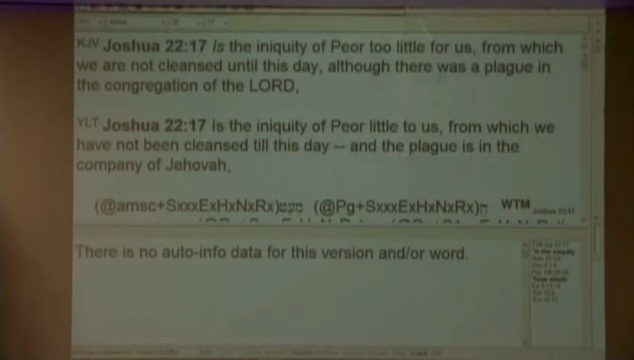 KJV Joshua 22:17 Is the iniquity of Peor too little for us, from which
we are not cleansed until this day, although there was a plague in
the congregation of the LORD,
YLT Joshua 22:17 Is the iniquity of Peor little to us, from which we
have not been cleansed till this day -- and the plague is in the
company of Jehovah,
(@amsc+SxxxExHxNxRx)מעט (@Pg+SxxxExHxNxRx)ה WTM Joshua 22:17
There is no auto-info data for this version and/or word.